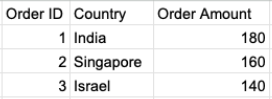 Order ID Country Order Amount
1 India 180
2 Singapore 160
3 Israel 140